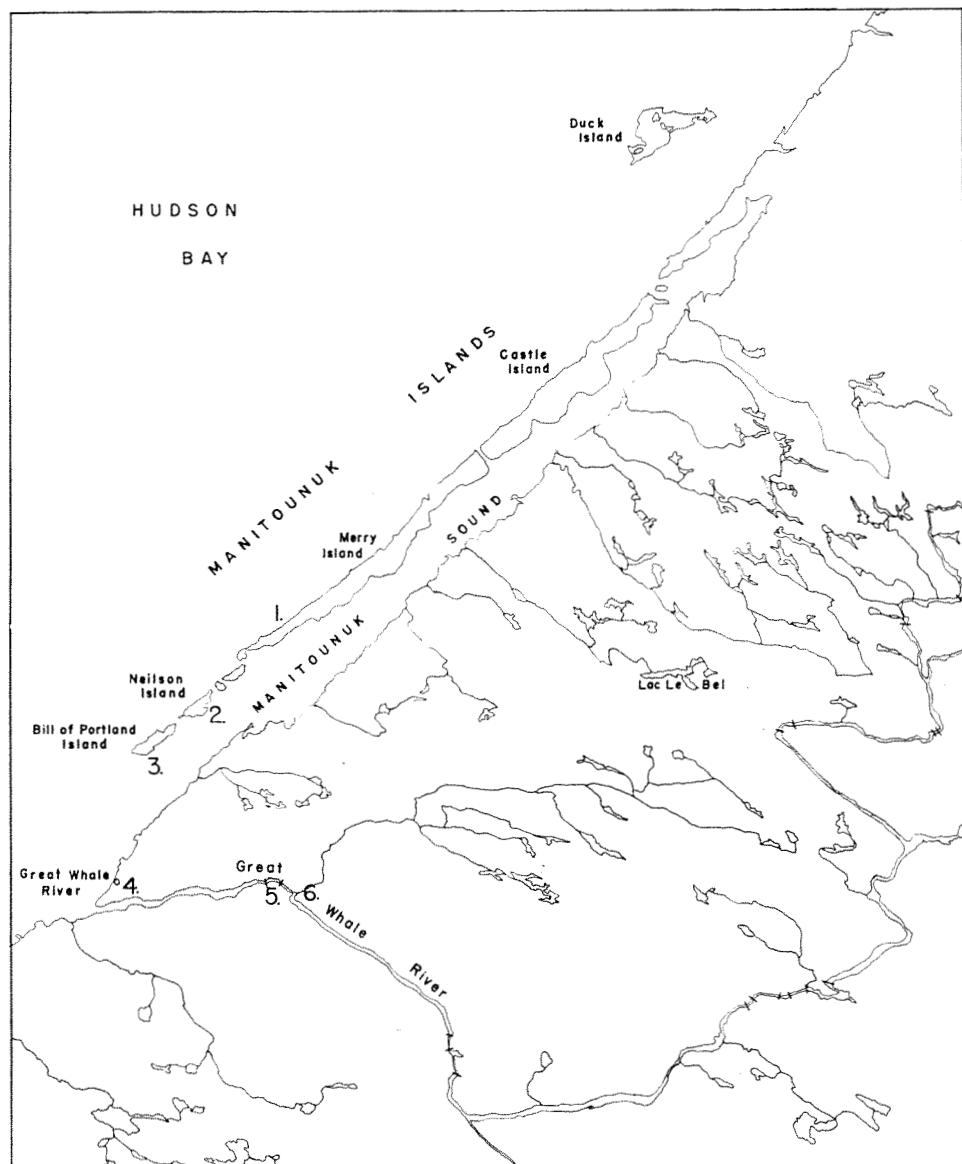 Duck
Island
HUDSON
BAY
ISLANDS
Castle
Island
MANITOUNUK
SOUND
Merry
Island
1.
MANITOUNUK
Neilson
Island
Lac Le Bel
2.
Bill of Portland
Island
3.
Great Whale
River
4.
Great
5.
6.
Whale
River